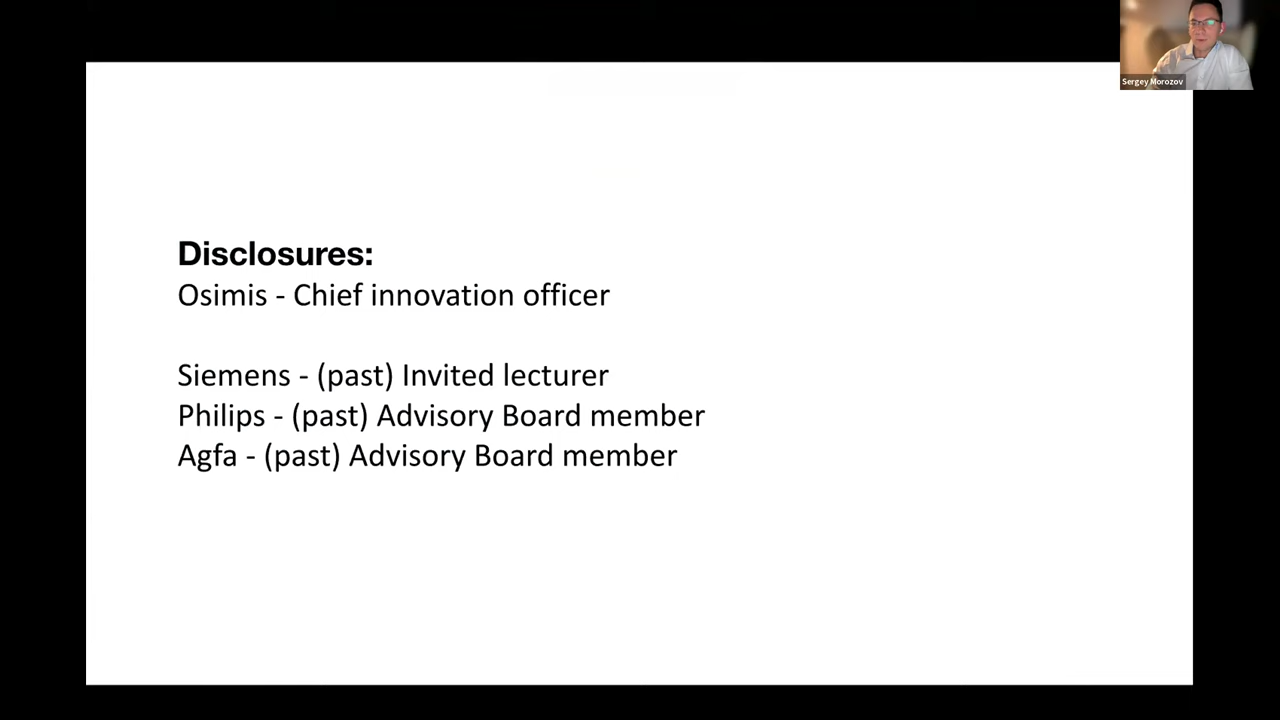 Sergey Morozov
Disclosures:
Osimis - Chief innovation officer
Siemens - (past) Invited lecturer
Philips - (past) Advisory Board member
Agfa - (past) Advisory Board member